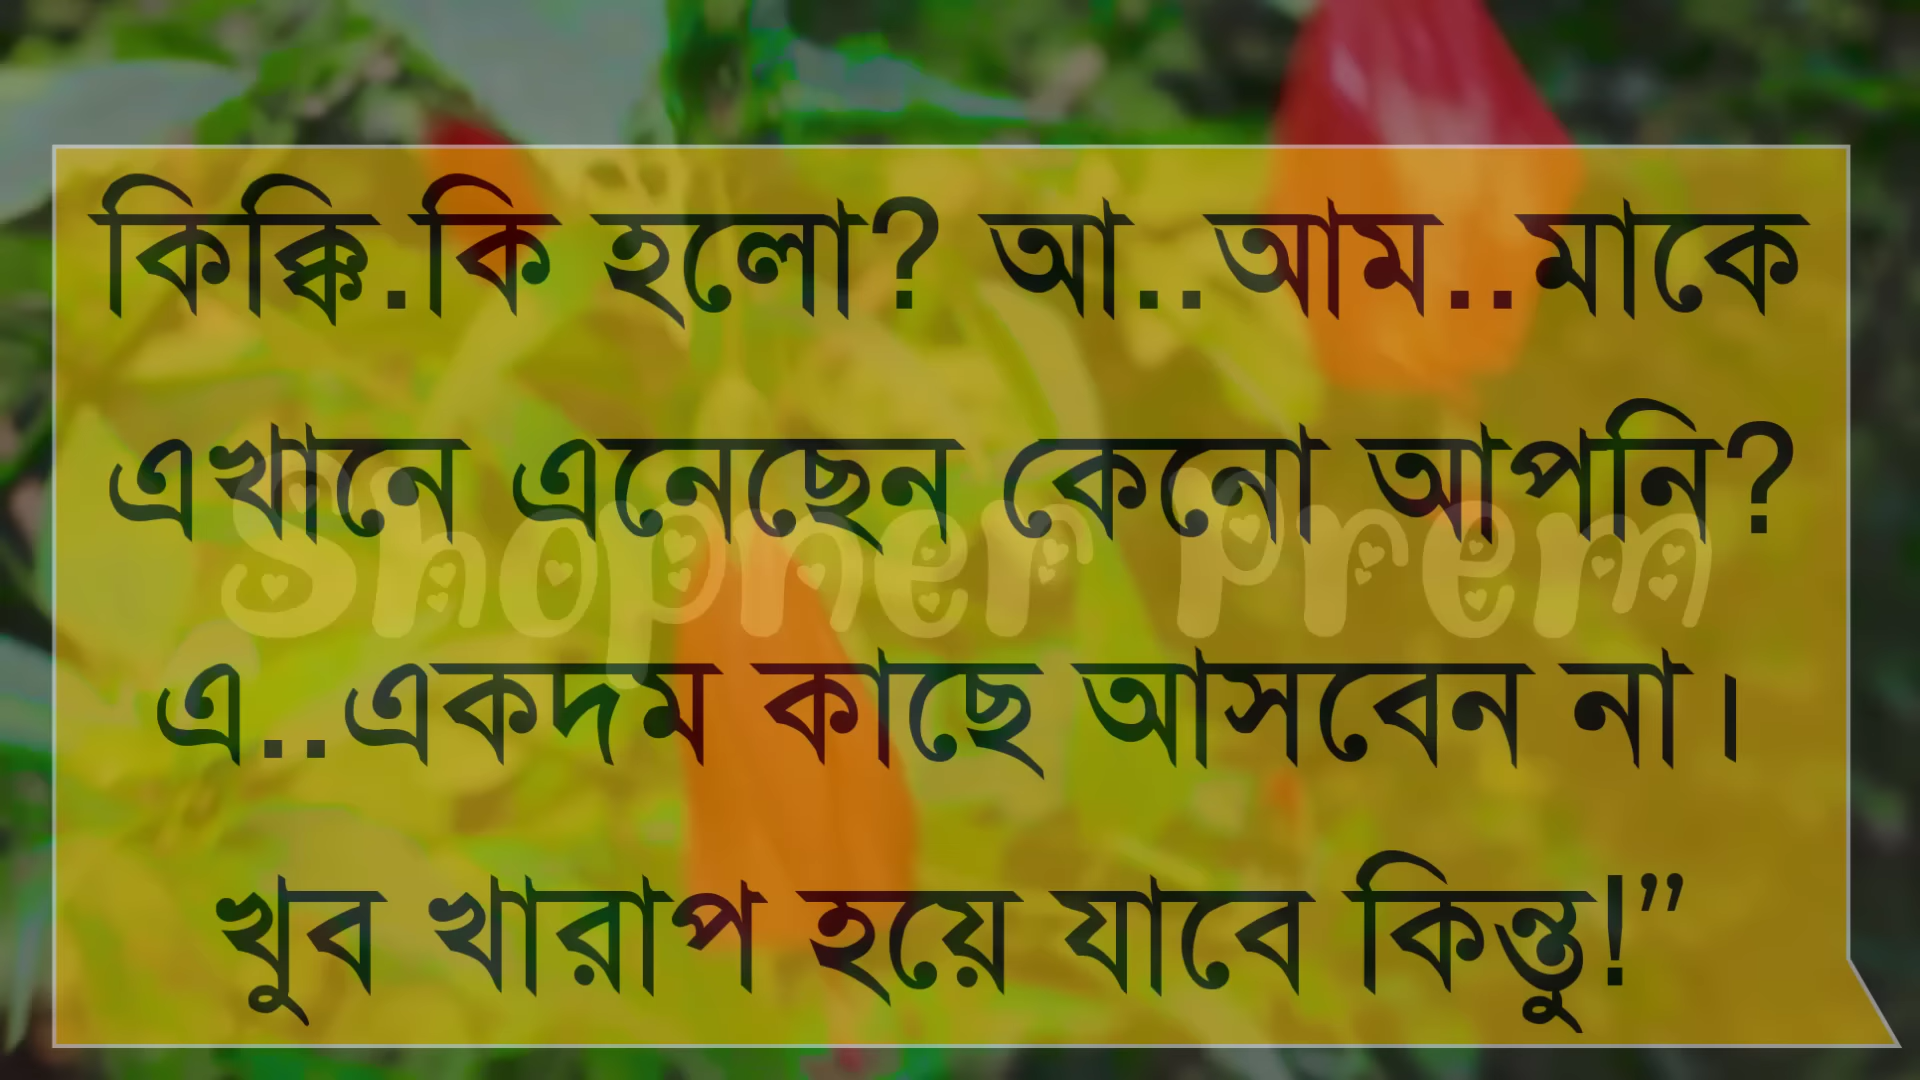 কিক্কি.কি হলো? আ..আম..মাকে
এখানে এনেছেন কেনো আপনি?
Shopner Prem
এ..একদম কাছে আসবেন না।
খুব খারাপ হয়ে যাবে কিন্তু!”